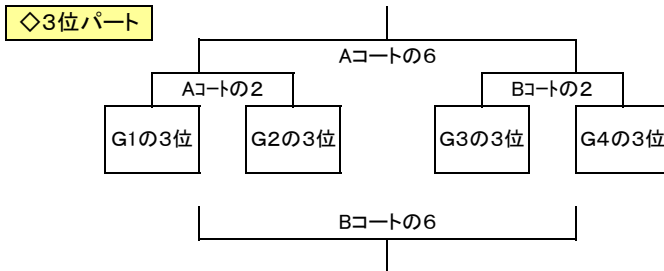 ◇3位パート
Aコートの6
Aコートの2
Bコートの2
G1の3位
G2の3位
G3の3位
G4の3位
Bコートの6